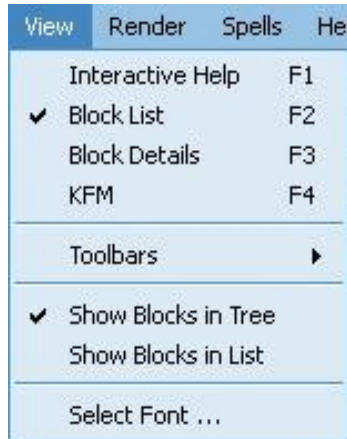 View Render Spells He
Interactive Help F1
Block List F2
Block Details F3
KFM F4
Toolbars
Show Blocks in Tree
Show Blocks in List
Select Font ...